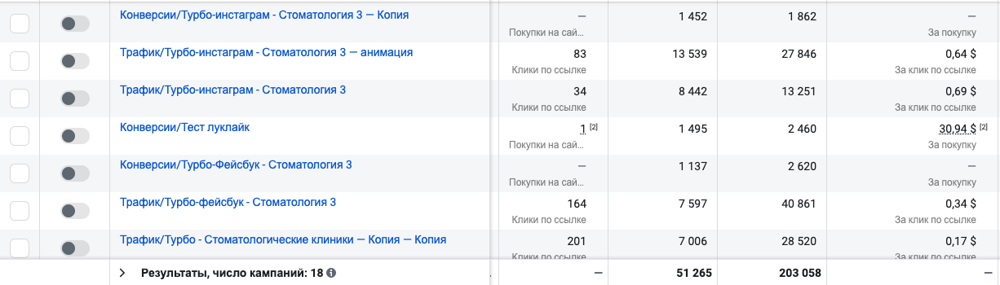 Конверсии/Турбо-инстаграм - Стоматология 3 — Копия — 1 452 1 862 —
Покупки на сай... За покупку
Трафик/Турбо-инстаграм - Стоматология 3 — анимация 83 13 539 27 846 0,64 $
Клики по ссылке За клик по ссылке
Трафик/Турбо-инстаграм - Стоматология 3 34 8 442 13 251 0,69 $
Клики по ссылке За клик по ссылке
Конверсии/Тест луклайк 1 [2] 1 495 2 460 30,94 $ [2]
Покупки на сай... За покупку
Конверсии/Турбо-Фейсбук - Стоматология 3 — 1 137 2 620 —
Покупки на сай... За покупку
Трафик/Турбо-фейсбук - Стоматология 3 164 7 597 40 861 0,34 $
Клики по ссылке За клик по ссылке
Трафик/Турбо - Стоматологические клиники — Копия — Копия 201 7 006 28 520 0,17 $
Клики по ссылке За клик по ссылке
Результаты, число кампаний: 18 — 51 265 203 058 —